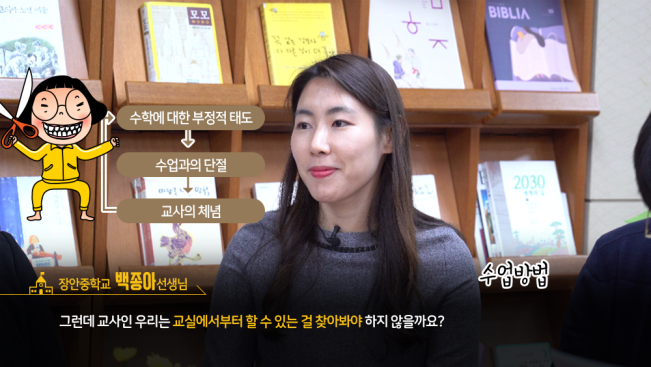 모모
BIBLIA
수학에 대한 부정적 태도
수업과의 단절
2030
교사의 체념
수업방법
장안중학교 백종아선생님
그런데 교사인 우리는 교실에서부터 할 수 있는 걸 찾아봐야 하지 않을까요?